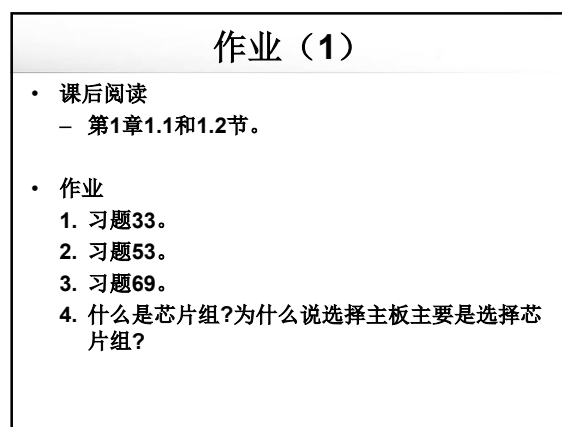 作业（1）
• 课后阅读
– 第1章1.1和1.2节。
• 作业
1. 习题33。
2. 习题53。
3. 习题69。
4. 什么是芯片组?为什么说选择主板主要是选择芯
片组?